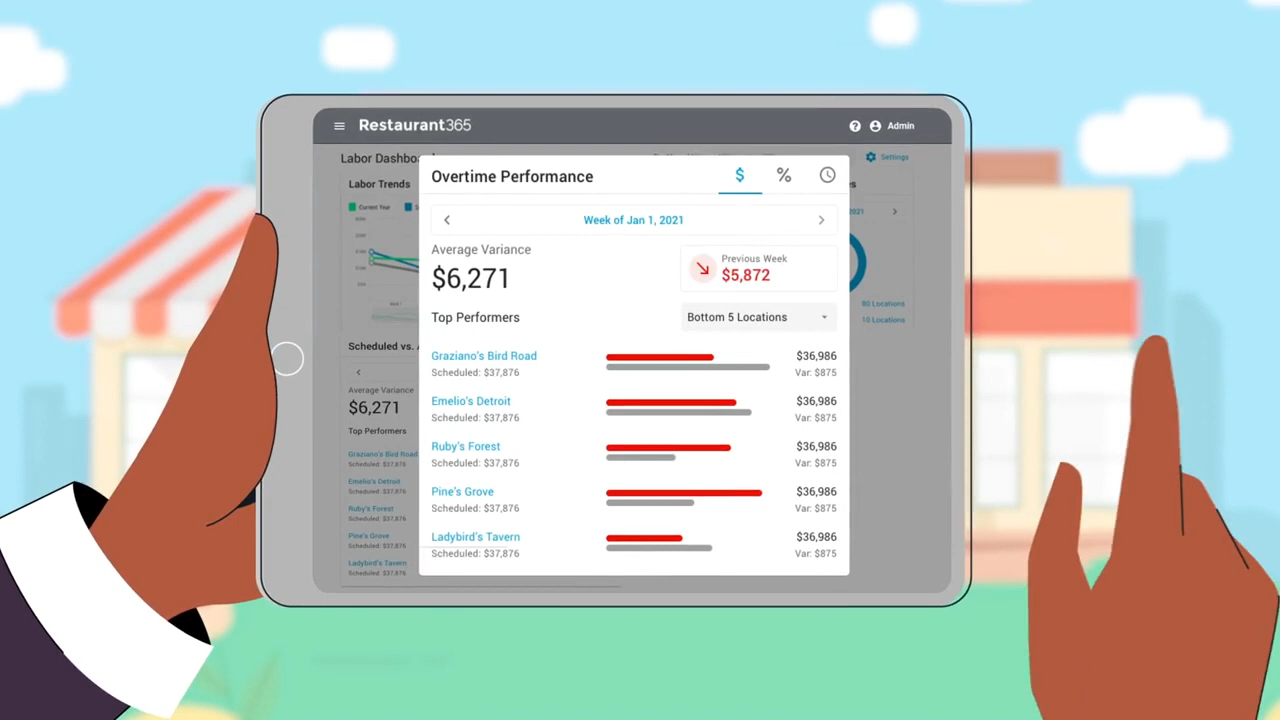 Restaurant365
Admin
Labor Dashboa
Settings
Labor Trends
Current Year
2021
Overtime Performance
$ %
Week of Jan 1, 2021
Average Variance
$6,271
Previous Week
$5,872
Top Performers
Bottom 5 Locations
Graziano's Bird Road
$36,986
Scheduled: $37,876
Var: $875
Emelio's Detroit
$36,986
Scheduled: $37,876
Var: $875
Ruby's Forest
$36,986
Scheduled: $37,876
Var: $875
Pine's Grove
$36,986
Scheduled: $37,876
Var: $875
Ladybird's Tavern
$36,986
Scheduled: $37,876
Var: $875
80 Locations
10 Locations
Scheduled vs.
Average Variance
$6,271
Top Performers
Graziano's Bird Road
Scheduled: $37,876
Emelio's Detroit
Scheduled: $37,876
Ruby's Forest
Scheduled: $37,876
Pine's Grove
Scheduled: $37,876
Ladybird's Tavern
Scheduled: $37,876